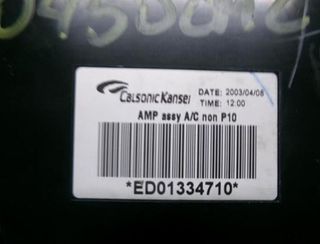 CalsonicKansei
DATE: 2003/04/08
TIME: 12:00
AMP assy A/C non P10
*ED01334710*